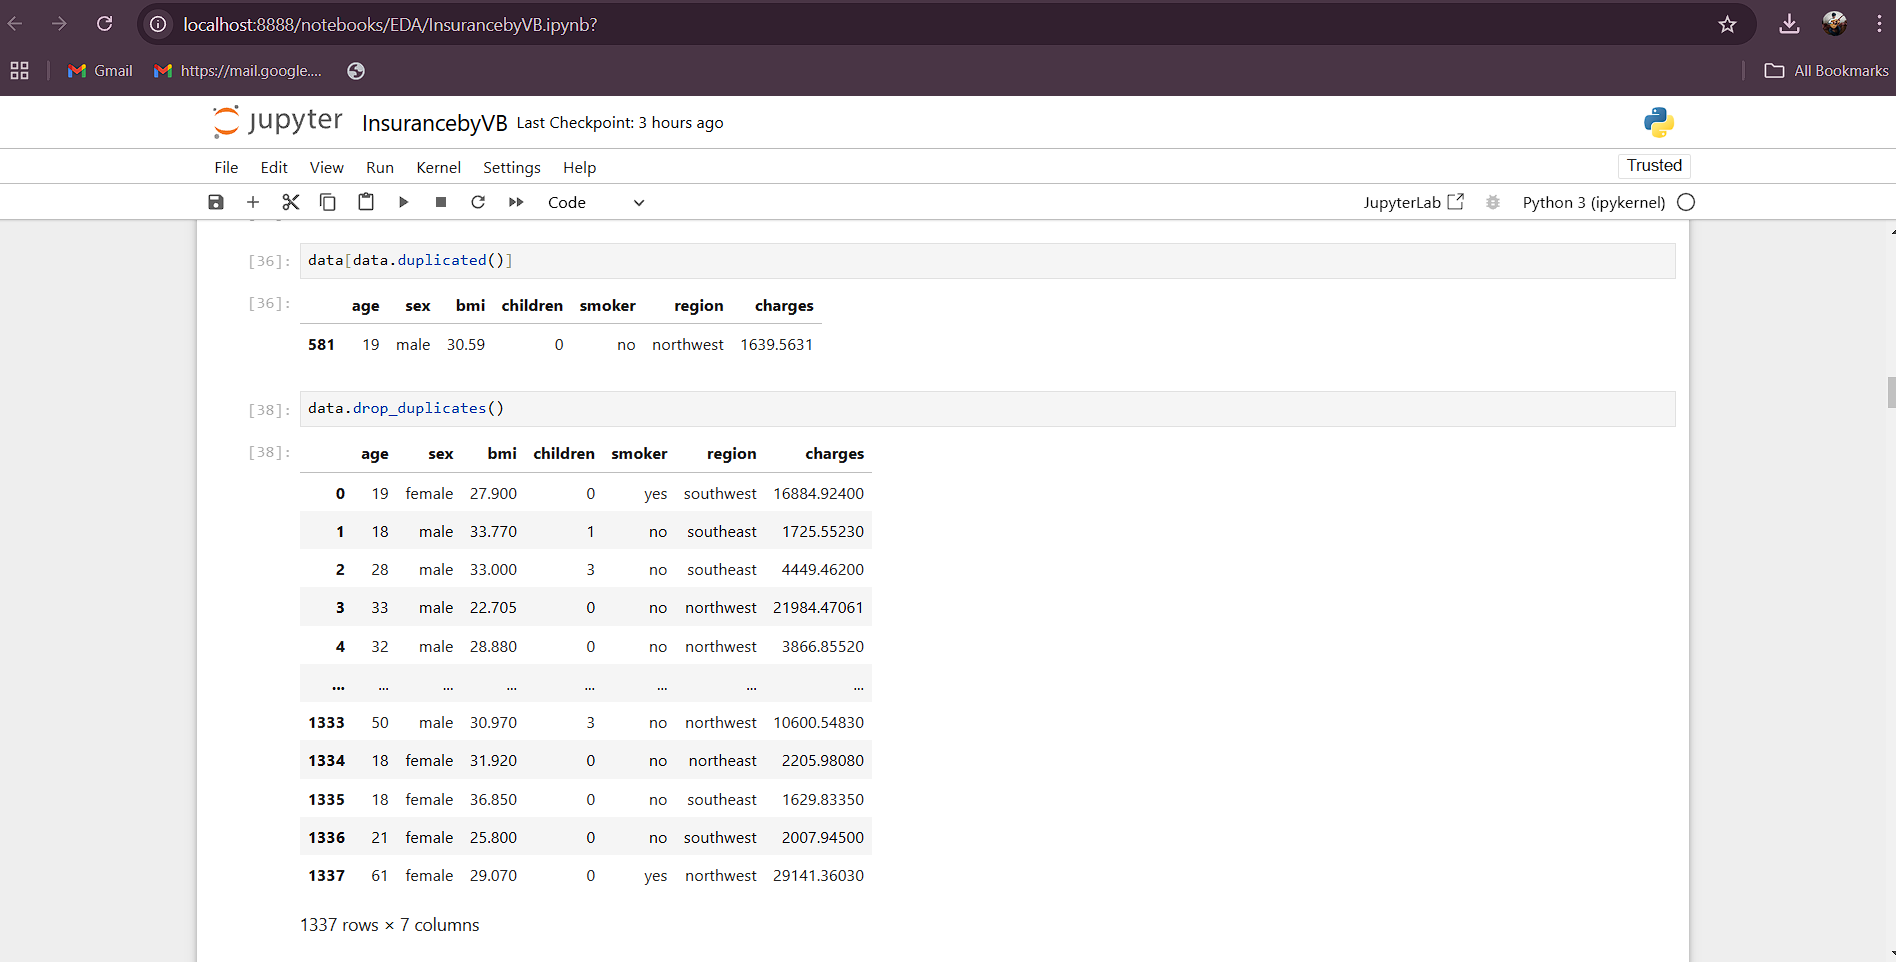 localhost:8888/notebooks/EDA/InsurancebyVB.ipynb?
Gmail https://mail.google.... All Bookmarks
jupyter InsurancebyVB Last Checkpoint: 3 hours ago
File Edit View Run Kernel Settings Help Trusted
Code JupyterLab Python 3 (ipykernel)
[36]: data[data.duplicated()]
[36]: age sex bmi children smoker region charges
581 19 male 30.59 0 no northwest 1639.5631
[38]: data.drop_duplicates()
[38]: age sex bmi children smoker region charges
0 19 female 27.900 0 yes southwest 16884.92400
1 18 male 33.770 1 no southeast 1725.55230
2 28 male 33.000 3 no southeast 4449.46200
3 33 male 22.705 0 no northwest 21984.47061
4 32 male 28.880 0 no northwest 3866.85520
... ... ... ... ... ... ... ...
1333 50 male 30.970 3 no northwest 10600.54830
1334 18 female 31.920 0 no northeast 2205.98080
1335 18 female 36.850 0 no southeast 1629.83350
1336 21 female 25.800 0 no southwest 2007.94500
1337 61 female 29.070 0 yes northwest 29141.36030
1337 rows × 7 columns